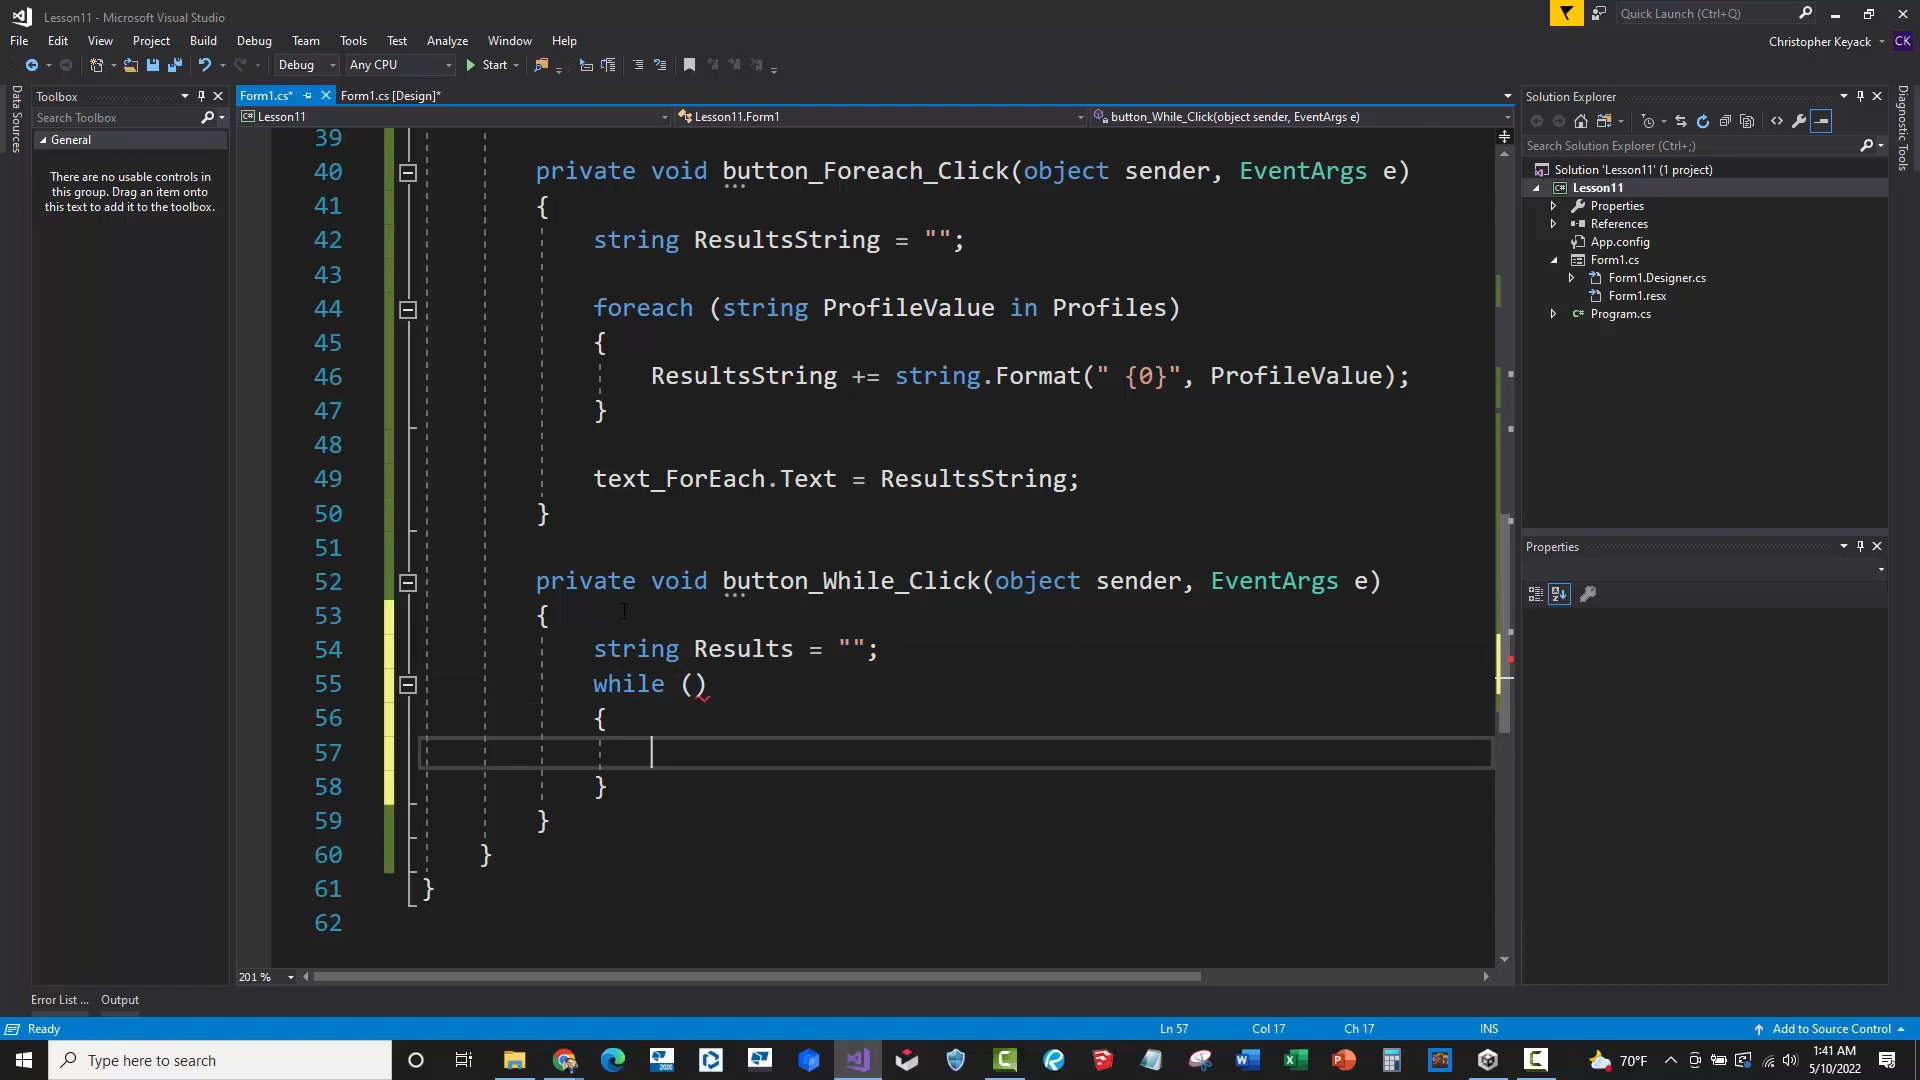 Lesson11 - Microsoft Visual Studio
Quick Launch (Ctrl+Q)
File Edit View Project Build Debug Team Tools Test Analyze Window Help
Christopher Keyack CK
Debug Any CPU Start
Data Sources
Toolbox
Search Toolbox
General
There are no usable controls in
this group. Drag an item onto
this text to add it to the toolbox.
Form1.cs* Form1.cs [Design]*
Lesson11 Lesson11.Form1 button_While_Click(object sender, EventArgs e)
39
40 private void button_Foreach_Click(object sender, EventArgs e)
41 {
42 string ResultsString = "";
43
44 foreach (string ProfileValue in Profiles)
45 {
46 ResultsString += string.Format(" {0}", ProfileValue);
47 }
48
49 text_ForEach.Text = ResultsString;
50 }
51
52 private void button_While_Click(object sender, EventArgs e)
53 {
54 string Results = "";
55 while ()
56 {
57
58 }
59 }
60 }
61 }
62
201 %
Solution Explorer
Search Solution Explorer (Ctrl+;)
Solution 'Lesson11' (1 project)
Lesson11
Properties
References
App.config
Form1.cs
Form1.Designer.cs
Form1.resx
Program.cs
Diagnostic Tools
Properties
Error List ... Output
Ready Ln 57 Col 17 Ch 17 INS Add to Source Control
Type here to search
2020
70°F
1:41 AM
5/10/2022